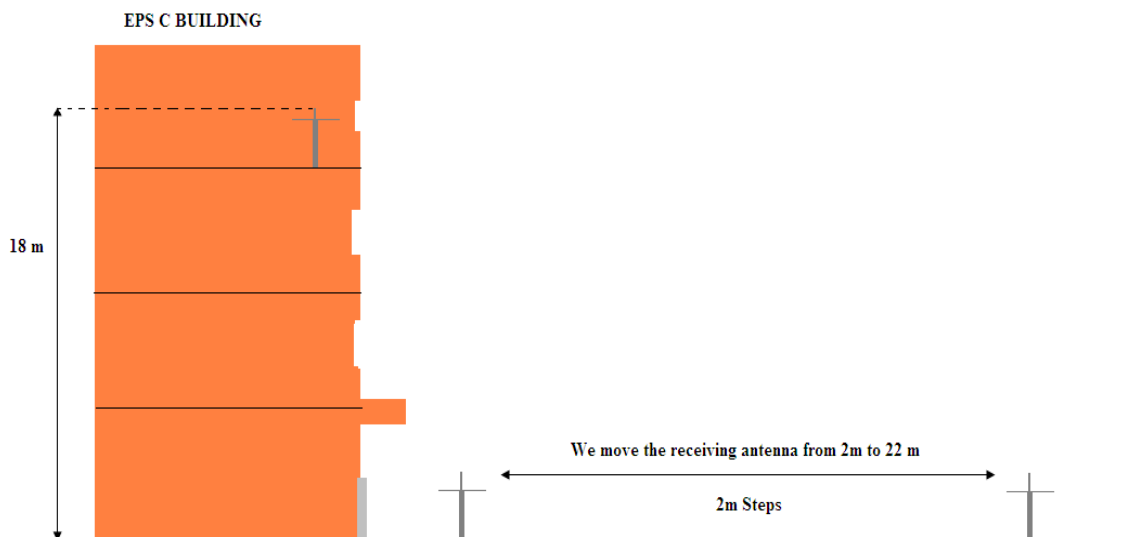 EPS C BUILDING
18 m
We move the receiving antenna from 2m to 22 m
2m Steps